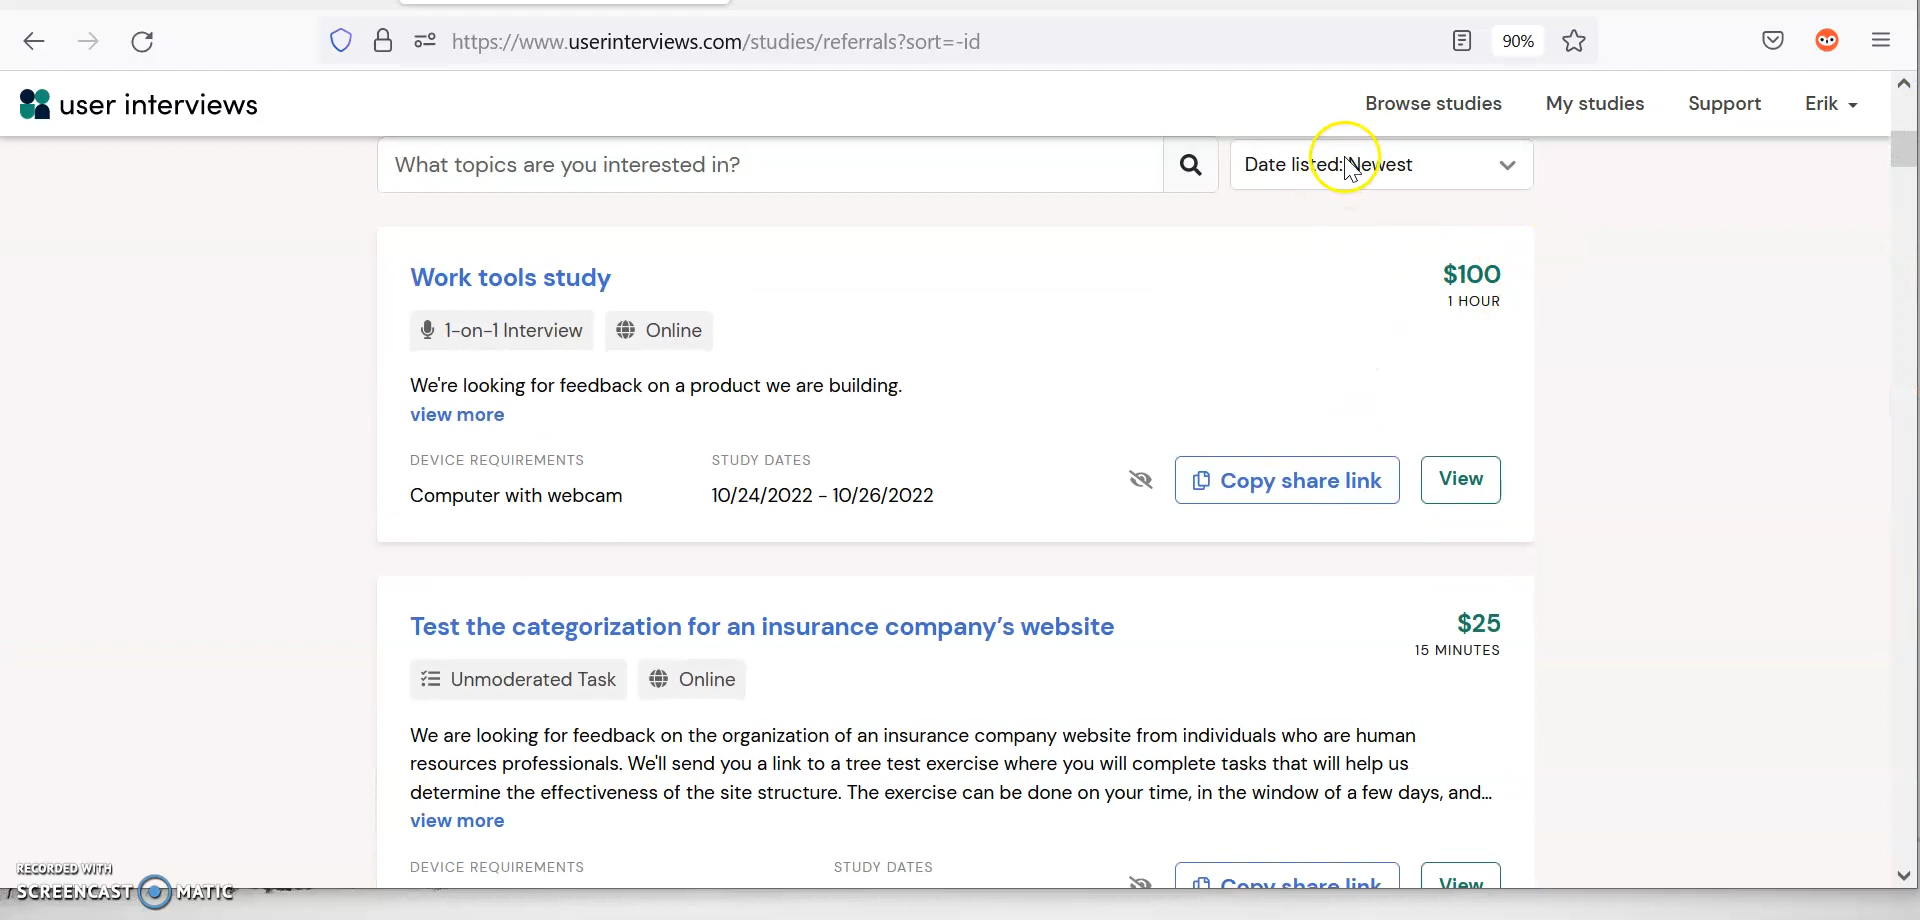 https://www.userinterviews.com/studies/referrals?sort=-id
90%
user interviews
Browse studies
My studies
Support
Erik
What topics are you interested in?
Date listed: Newest
Work tools study
$100
1 HOUR
1-on-1 Interview
Online
We're looking for feedback on a product we are building.
view more
DEVICE REQUIREMENTS
STUDY DATES
Computer with webcam
10/24/2022 - 10/26/2022
Copy share link
View
Test the categorization for an insurance company’s website
$25
15 MINUTES
Unmoderated Task
Online
We are looking for feedback on the organization of an insurance company website from individuals who are human
resources professionals. We'll send you a link to a tree test exercise where you will complete tasks that will help us
determine the effectiveness of the site structure. The exercise can be done on your time, in the window of a few days, and...
view more
DEVICE REQUIREMENTS
STUDY DATES
Copy share link
View
RECORDED WITH
SCREENCAST MATIC